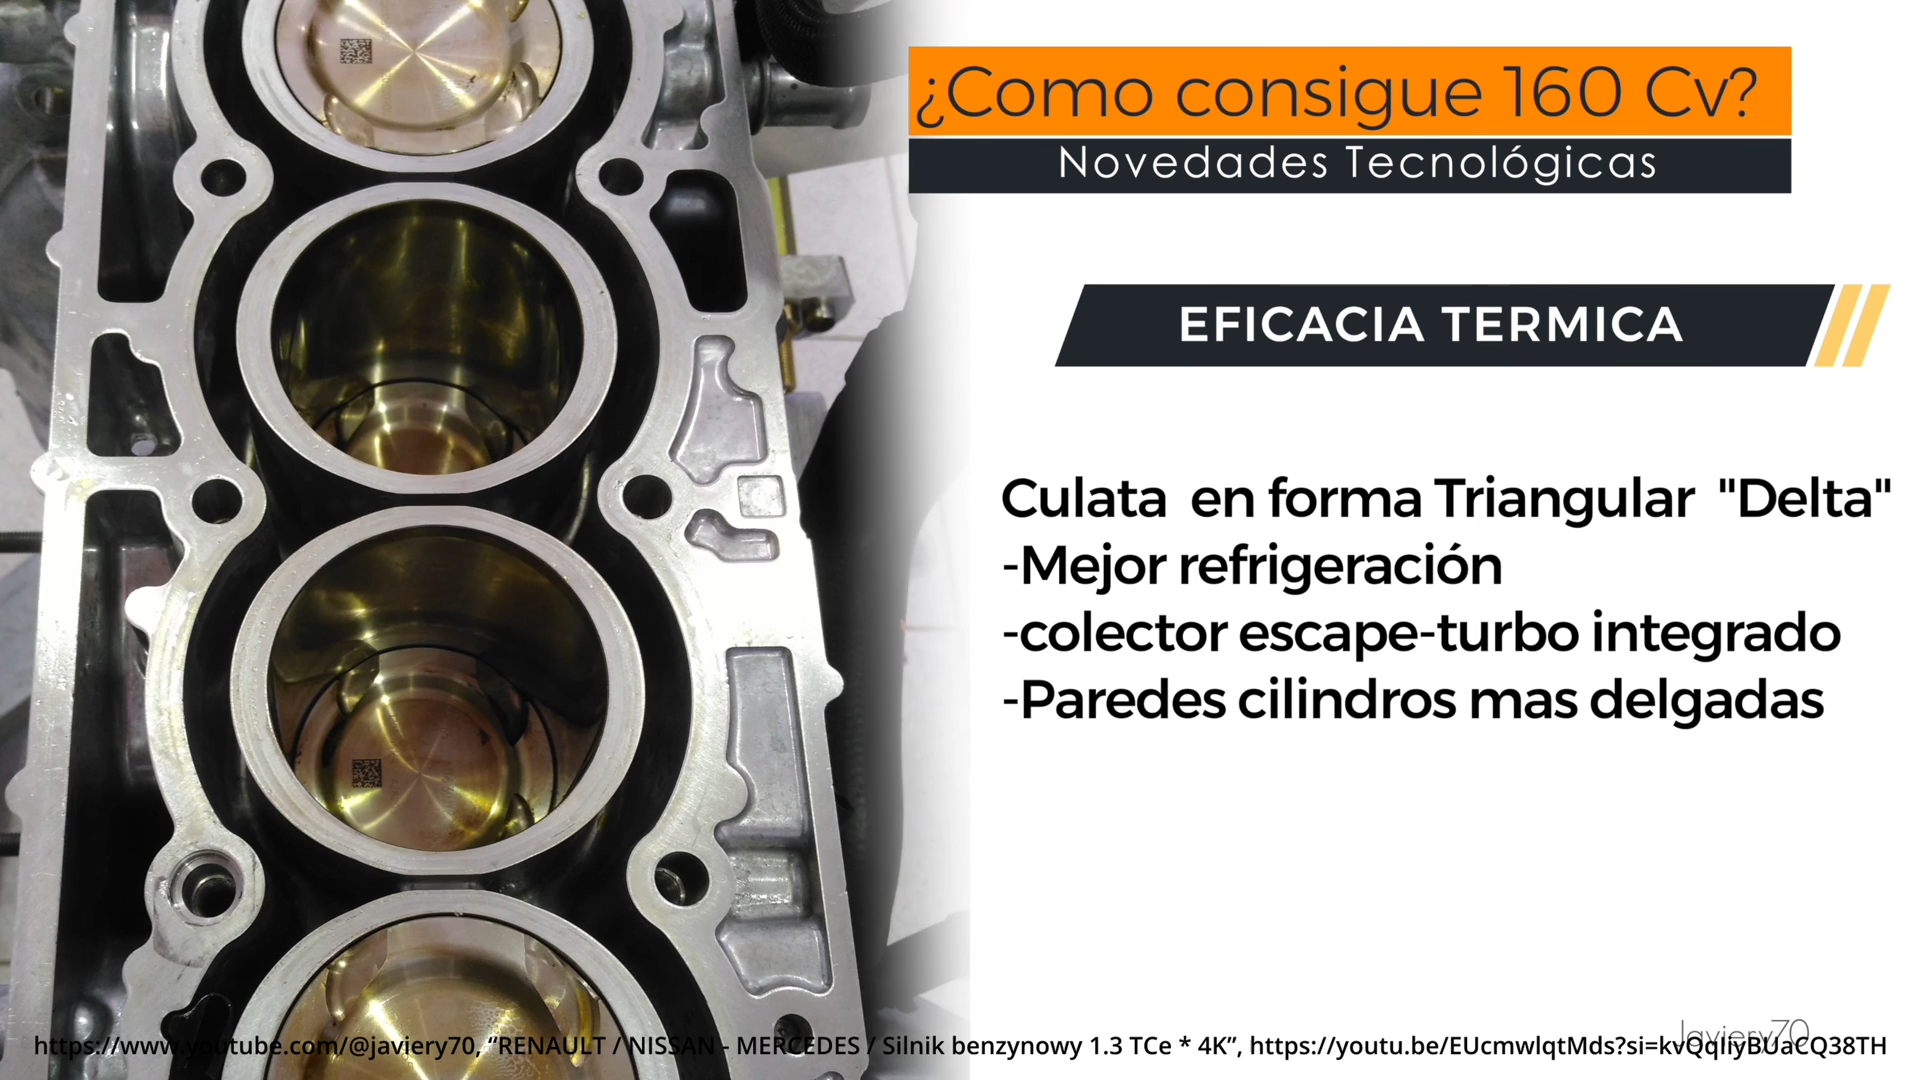 ¿Como consigue 160 Cv?
Novedades Tecnológicas
EFICACIA TERMICA
Culata en forma Triangular "Delta"
-Mejor refrigeración
-colector escape-turbo integrado
-Paredes cilindros mas delgadas
Javiery70
https://www.youtube.com/@javiery70, “RENAULT / NISSAN - MERCEDES / Silnik benzynowy 1.3 TCe * 4K”, https://youtu.be/EUcmwlqtMds?si=kvQqliyBUaCQ38TH